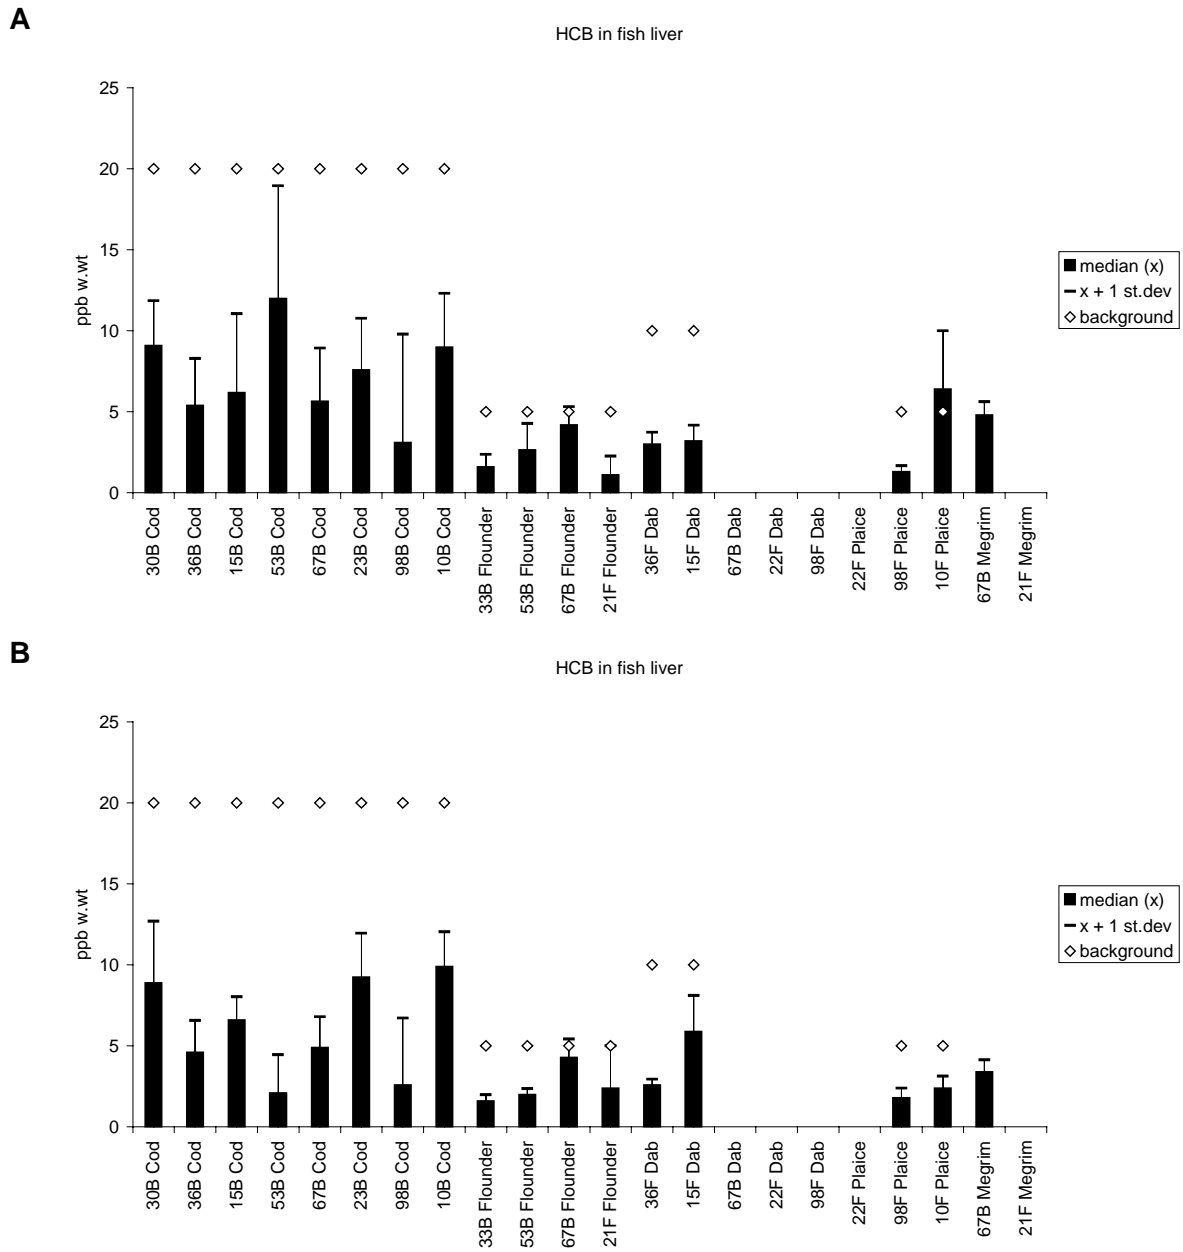 A
HCB in fish liver
25
20
15
10
5
0
ppb w.wt
30B Cod
36B Cod
15B Cod
53B Cod
67B Cod
23B Cod
98B Cod
10B Cod
33B Flounder
53B Flounder
67B Flounder
21F Flounder
36F Dab
15F Dab
67B Dab
22F Dab
98F Dab
22F Plaice
98F Plaice
10F Plaice
67B Megrim
21F Megrim
median (x)
x + 1 st.dev
background
B
HCB in fish liver
25
20
15
10
5
0
ppb w.wt
30B Cod
36B Cod
15B Cod
53B Cod
67B Cod
23B Cod
98B Cod
10B Cod
33B Flounder
53B Flounder
67B Flounder
21F Flounder
36F Dab
15F Dab
67B Dab
22F Dab
98F Dab
22F Plaice
98F Plaice
10F Plaice
67B Megrim
21F Megrim
median (x)
x + 1 st.dev
background